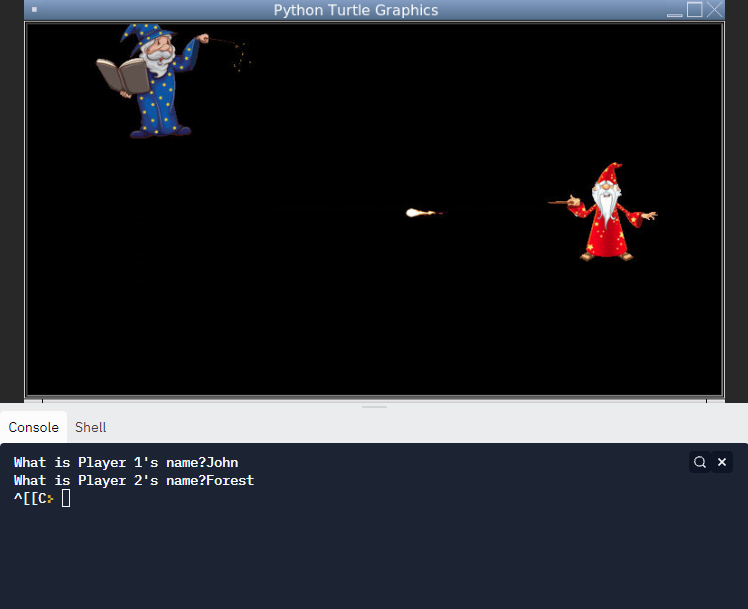 Python Turtle Graphics
Console Shell
What is Player 1's name?John
What is Player 2's name?Forest
^[[C>